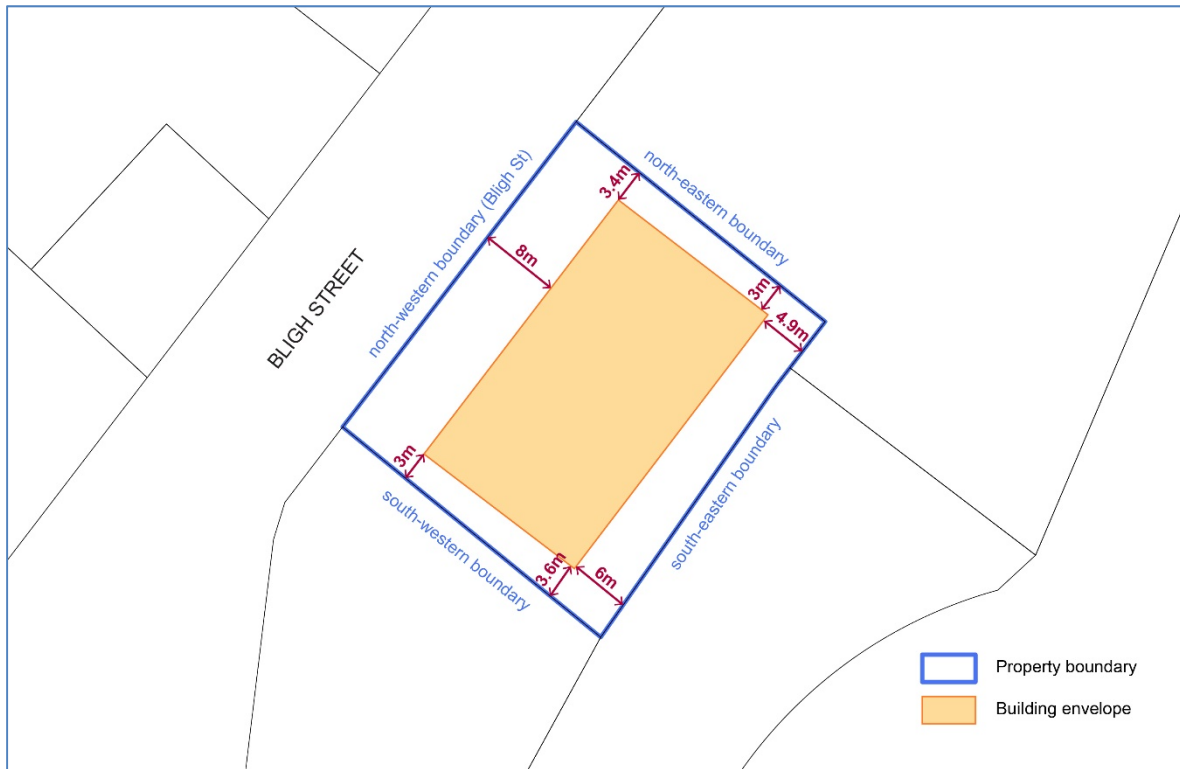 north-eastern boundary
3.4m
north-western boundary (Bligh St)
8m
3m
4.9m
BLIGH STREET
south-eastern boundary
3m
south-western boundary
3.6m
6m
Property boundary
Building envelope